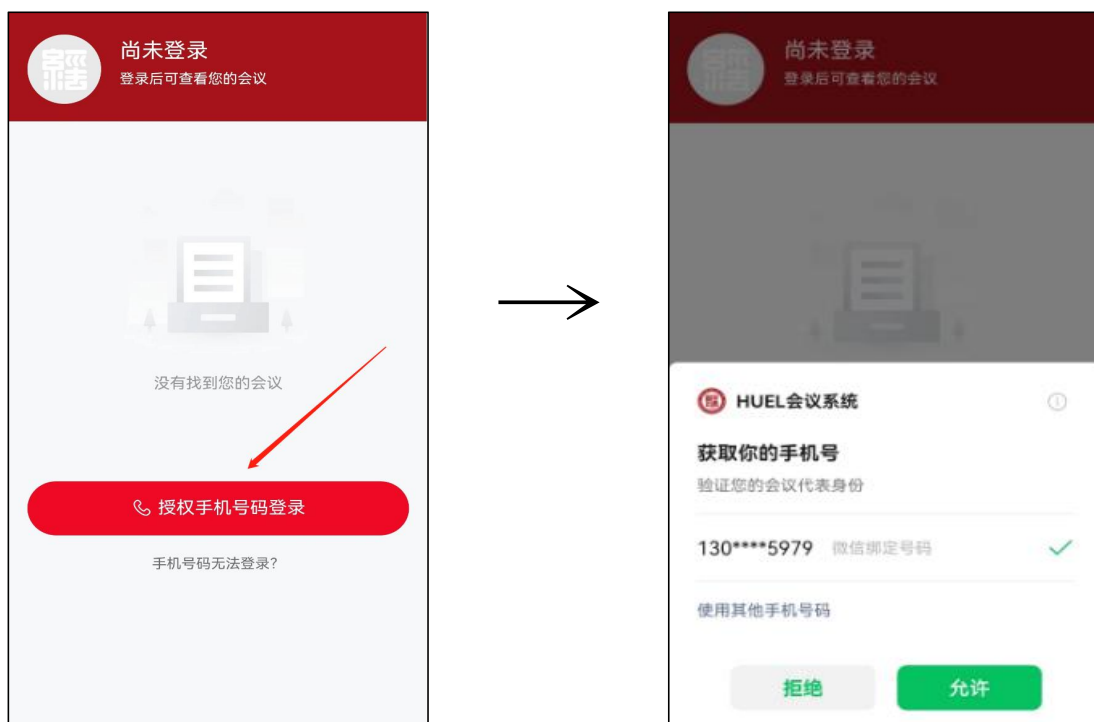 尚未登录
登录后可查看您的会议
没有找到您的会议
授权手机号码登录
手机号码无法登录?
尚未登录
登录后可查看您的会议
HUEL会议系统
获取你的手机号
验证您的会议代表身份
130****5979 微信绑定号码
使用其他手机号码
拒绝
允许